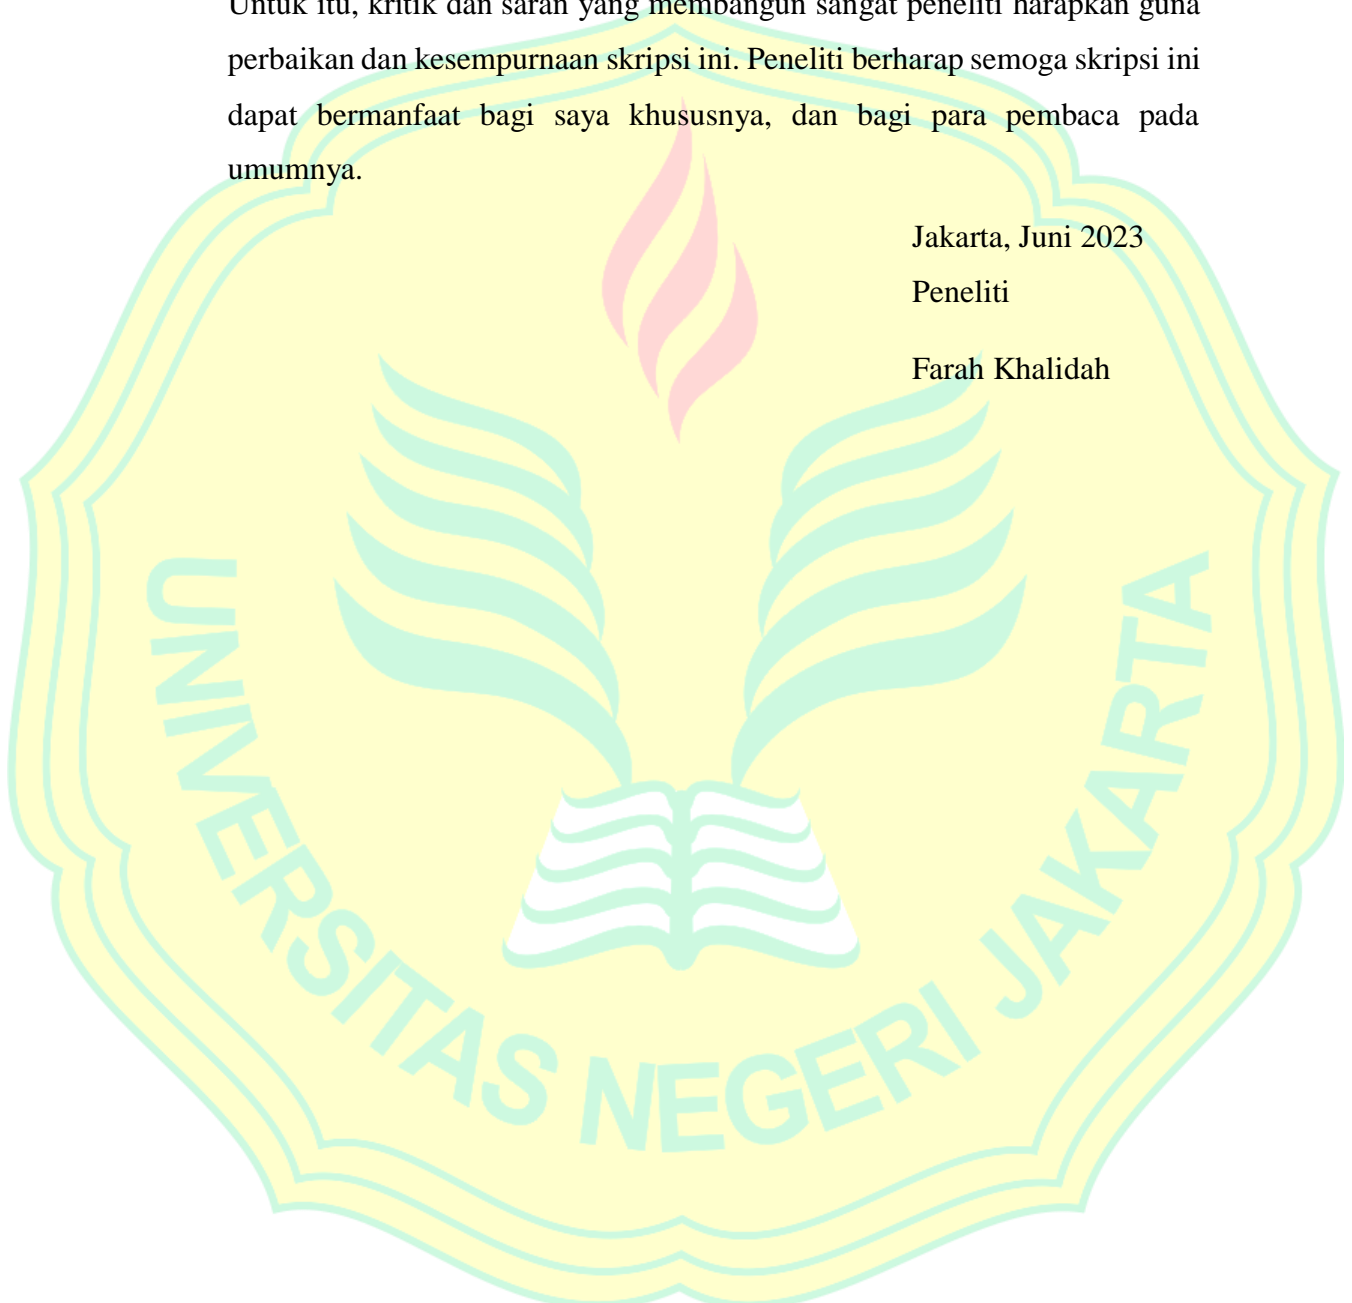 Untuk itu, kritik dan saran yang membangun sangat peneliti harapkan guna
perbaikan dan kesempurnaan skripsi ini. Peneliti berharap semoga skripsi ini
dapat bermanfaat bagi saya khususnya, dan bagi para pembaca pada
umumnya.
Jakarta, Juni 2023
Peneliti
Farah Khalidah
UNIVERSITAS NEGERI JAKARTA